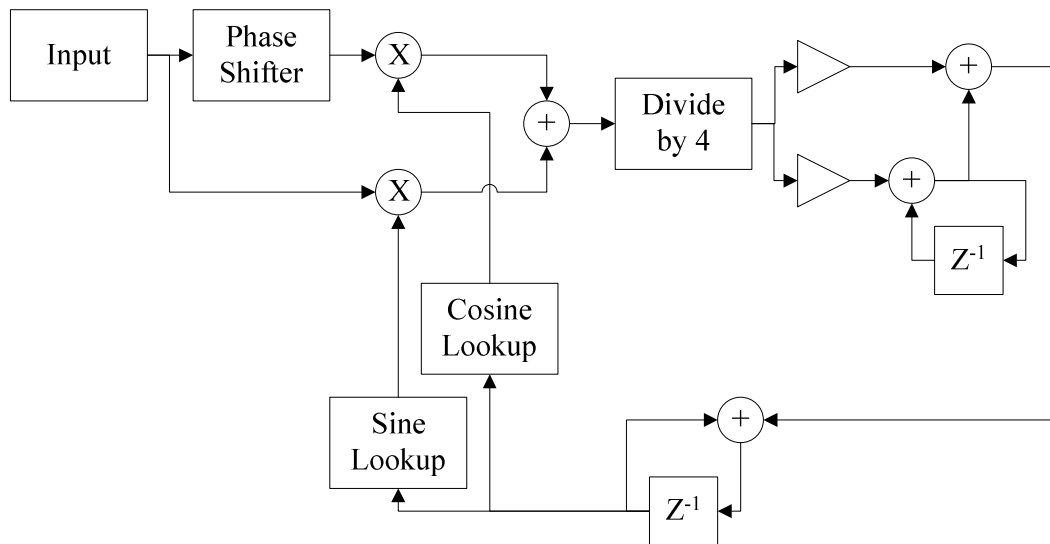 Input
Phase
Shifter
X
+
Divide
by 4
+
X
+
Z⁻¹
Cosine
Lookup
Sine
Lookup
+
Z⁻¹